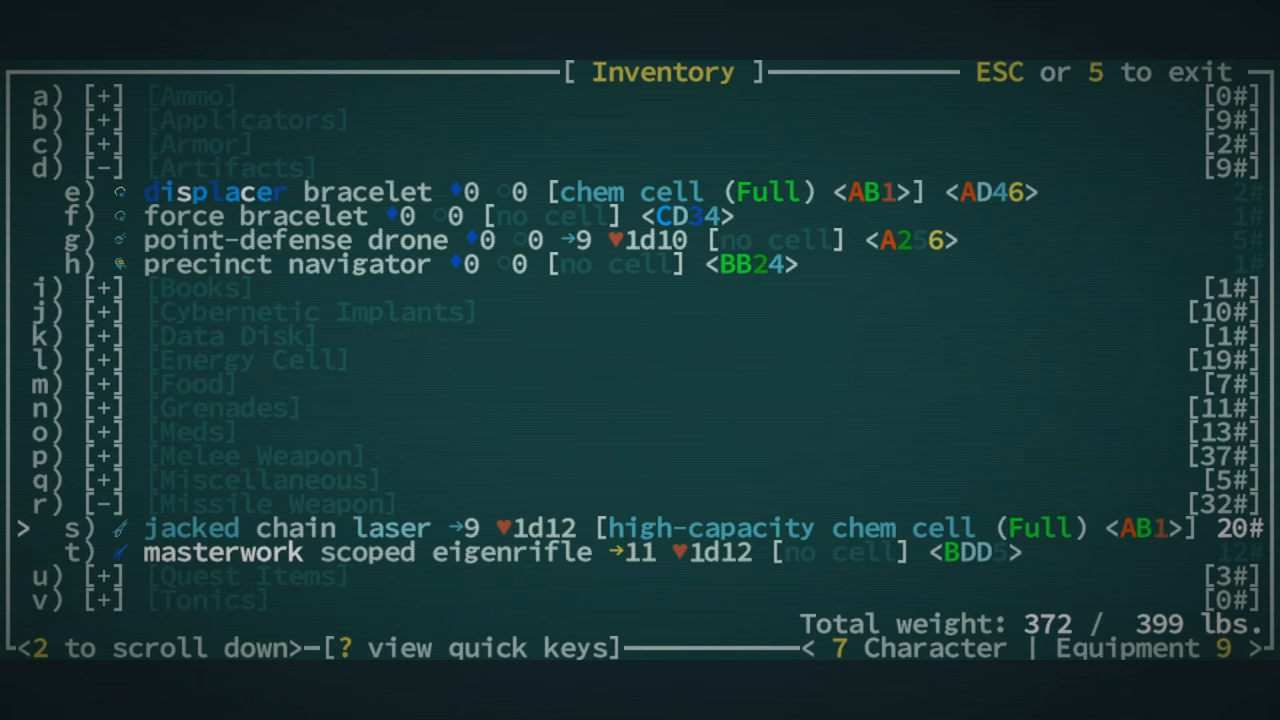 [ Inventory ] ESC or 5 to exit
a) [+] [Ammo] [0#]
b) [+] [Applicators] [9#]
c) [+] [Armor] [2#]
d) [-] [Artifacts] [9#]
e) displacer bracelet ♦0 ○0 [chem cell (Full) <AB1>] <AD46> 2#
f) force bracelet ♦0 ○0 [no cell] <CD34> 1#
g) point-defense drone ♦0 ○0 →9 ♥1d10 [no cell] <A256> 5#
h) precinct navigator ♦0 ○0 [no cell] <BB24> 1#
i) [+] [Books] [1#]
j) [+] [Cybernetic Implants] [10#]
k) [+] [Data Disk] [1#]
l) [+] [Energy Cell] [19#]
m) [+] [Food] [7#]
n) [+] [Grenades] [11#]
o) [+] [Meds] [13#]
p) [+] [Melee Weapon] [37#]
q) [+] [Miscellaneous] [5#]
r) [-] [Missile Weapon] [32#]
> s) jacked chain laser →9 ♥1d12 [high-capacity chem cell (Full) <AB1>] 20#
t) masterwork scoped eigenrifle →11 ♥1d12 [no cell] <BDD5> 12#
u) [+] [Quest Items] [3#]
v) [+] [Tonics] [0#]
Total weight: 372 / 399 lbs.
<2 to scroll down> [? view quick keys] < 7 Character | Equipment 9 >